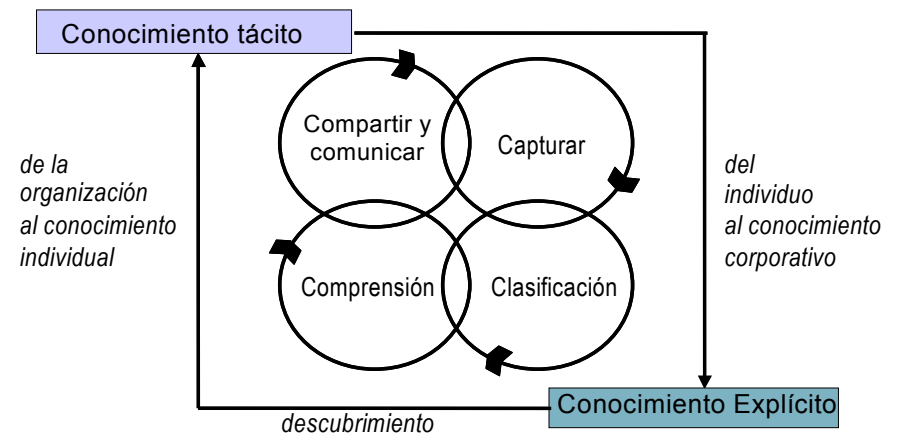 Conocimiento tácito
Compartir y
comunicar
Capturar
de la
organización
al conocimiento
individual
del
individuo
al conocimiento
corporativo
Comprensión
Clasificación
Conocimiento Explícito
descubrimiento